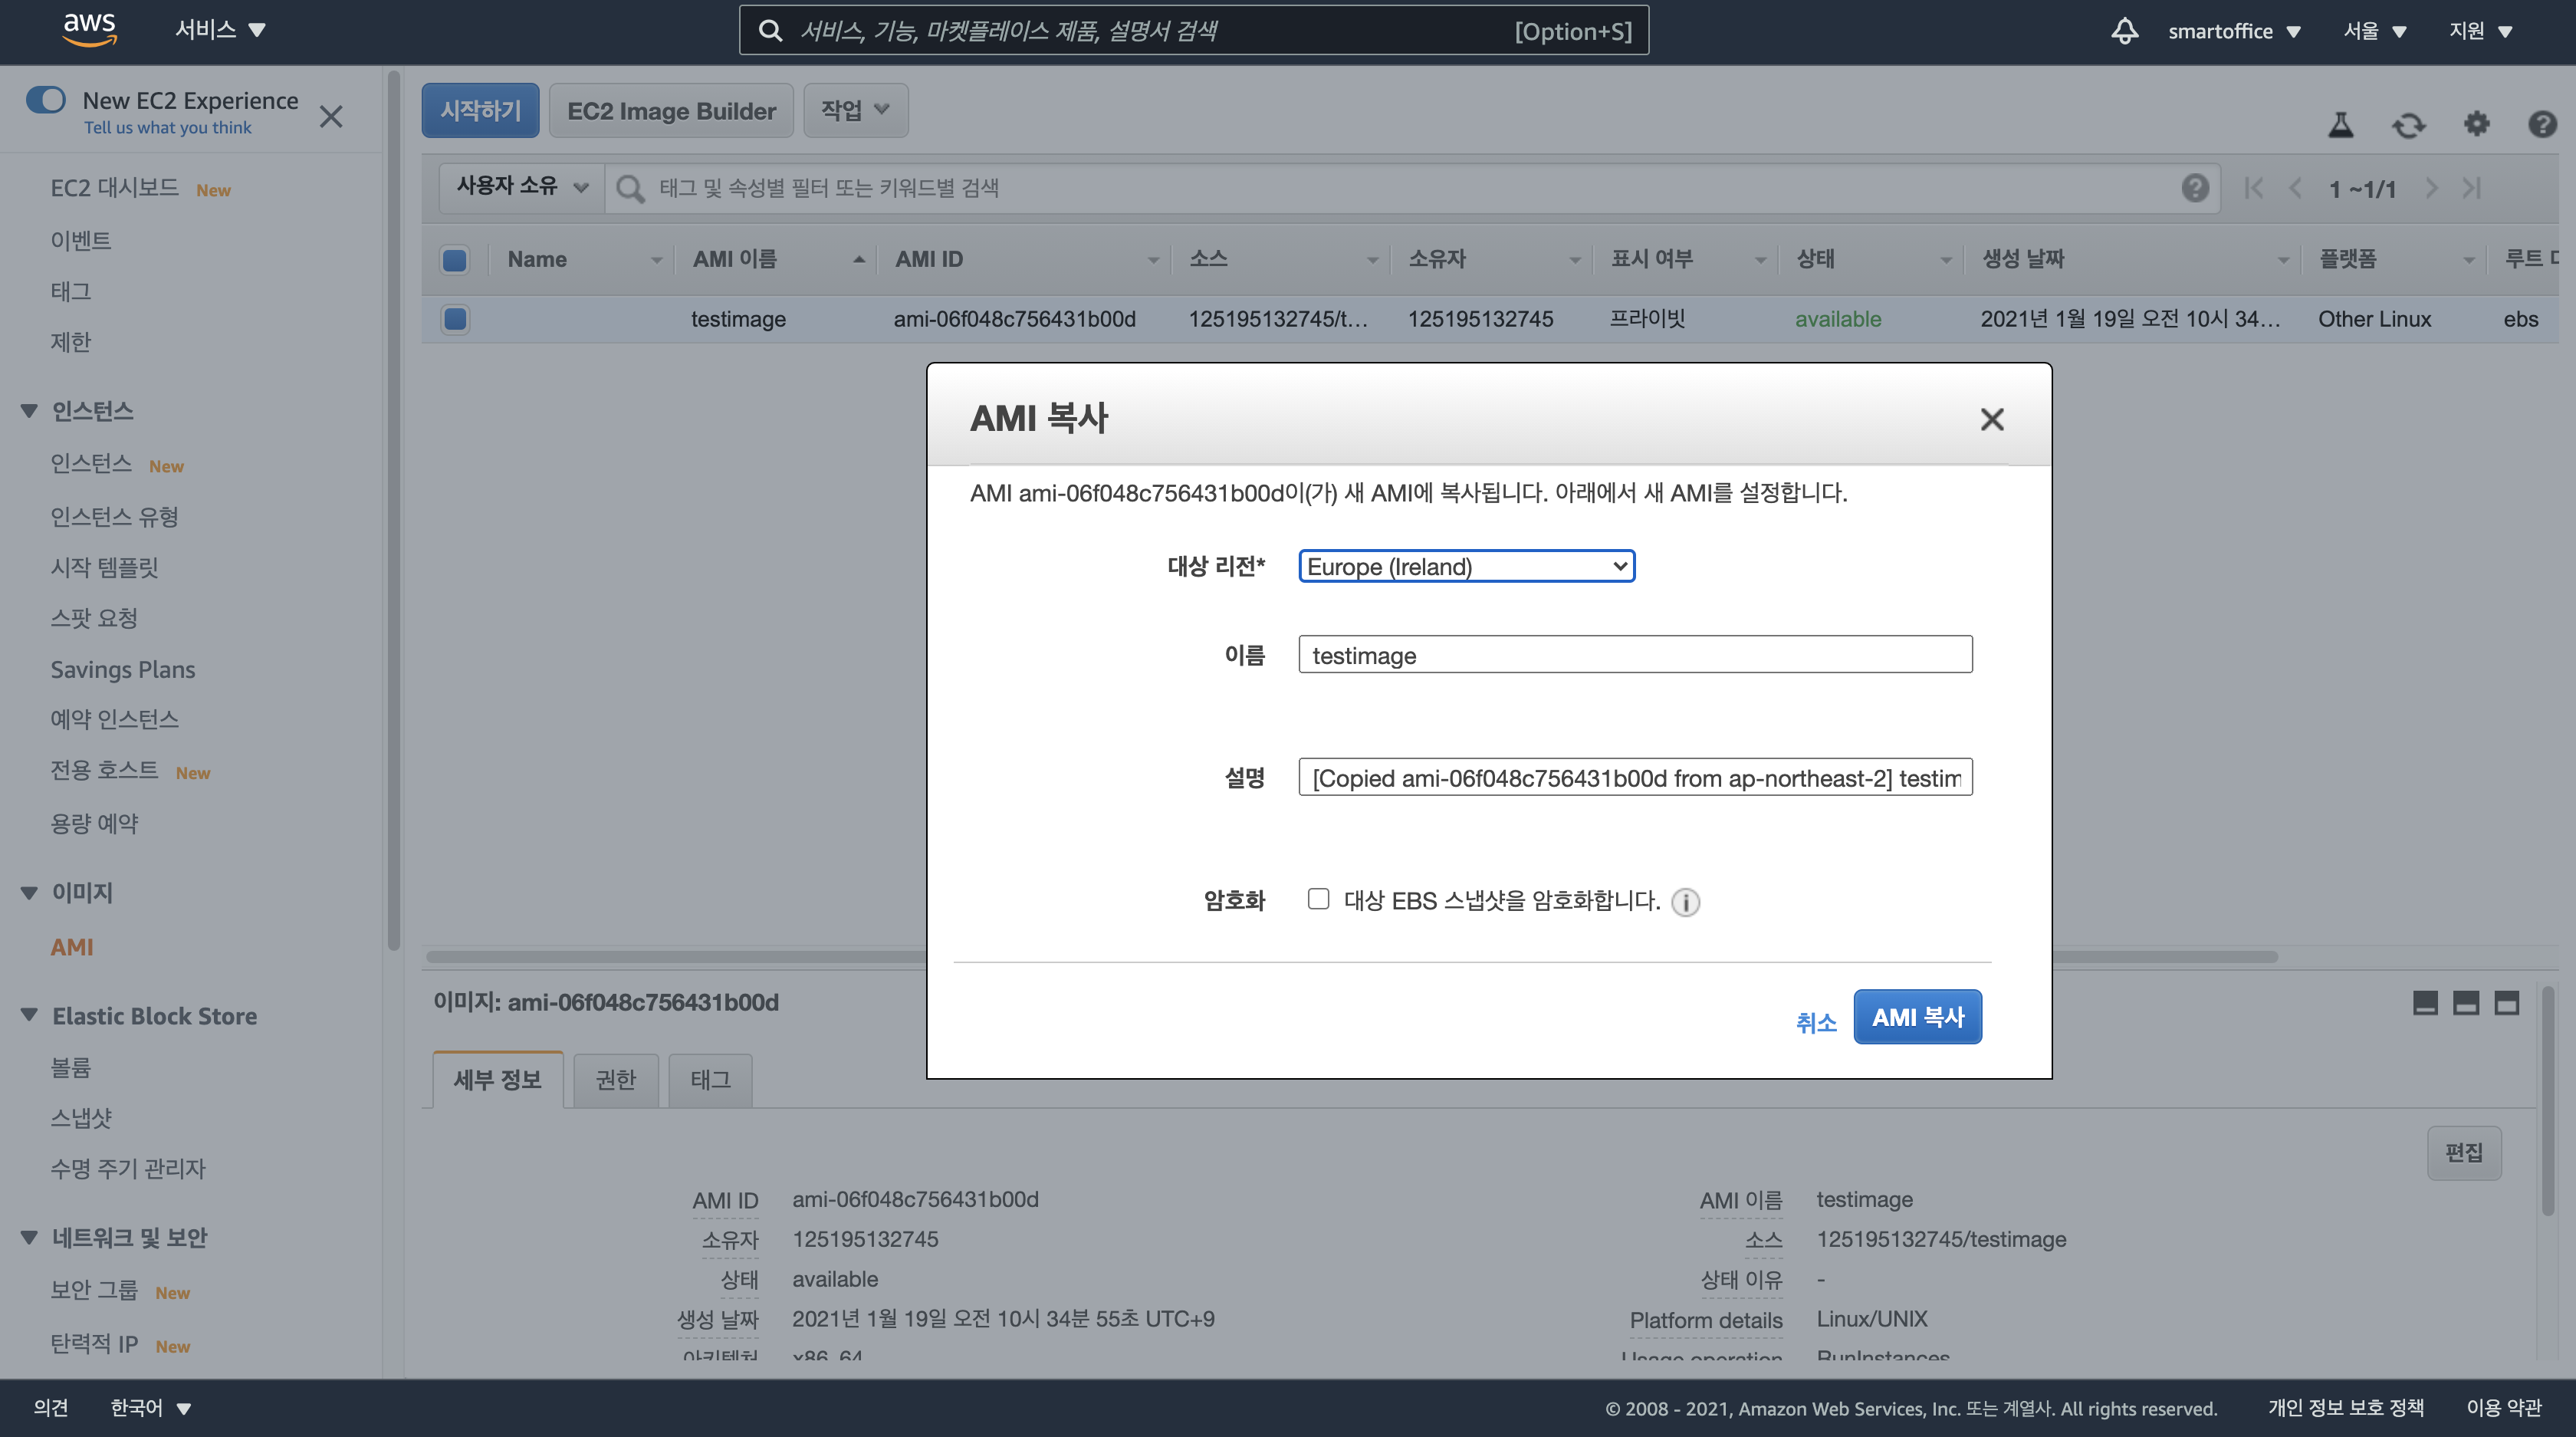 aws 서비스 서비스, 기능, 마켓플레이스 제품, 설명서 검색 [Option+S] smartoffice 서울 지원
New EC2 Experience
Tell us what you think
EC2 대시보드 New
이벤트
태그
제한
인스턴스
인스턴스 New
인스턴스 유형
시작 템플릿
스팟 요청
Savings Plans
예약 인스턴스
전용 호스트 New
용량 예약
이미지
AMI
Elastic Block Store
볼륨
스냅샷
수명 주기 관리자
네트워크 및 보안
보안 그룹 New
탄력적 IP New
시작하기 EC2 Image Builder 작업
사용자 소유 태그 및 속성별 필터 또는 키워드별 검색 1 ~1/1
Name AMI 이름 AMI ID 소스 소유자 표시 여부 상태 생성 날짜 플랫폼 루트
testimage ami-06f048c756431b00d 125195132745/t... 125195132745 프라이빗 available 2021년 1월 19일 오전 10시 34... Other Linux ebs
AMI 복사
AMI ami-06f048c756431b00d이(가) 새 AMI에 복사됩니다. 아래에서 새 AMI를 설정합니다.
대상 리전* Europe (Ireland)
이름 testimage
설명 [Copied ami-06f048c756431b00d from ap-northeast-2] testim
암호화 대상 EBS 스냅샷을 암호화합니다.
취소 AMI 복사
이미지: ami-06f048c756431b00d
세부 정보 권한 태그
편집
AMI ID ami-06f048c756431b00d AMI 이름 testimage
소유자 125195132745 소스 125195132745/testimage
상태 available 상태 이유 -
생성 날짜 2021년 1월 19일 오전 10시 34분 55초 UTC+9 Platform details Linux/UNIX
아키텍처 x86_64 Usage operation RunInstances
의견 한국어 © 2008 - 2021, Amazon Web Services, Inc. 또는 계열사. All rights reserved. 개인 정보 보호 정책 이용 약관